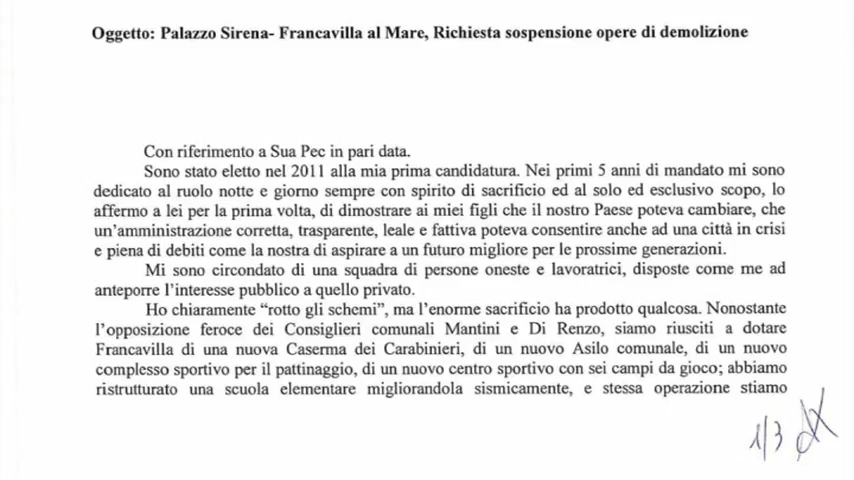 Oggetto: Palazzo Sirena- Francavilla al Mare, Richiesta sospensione opere di demolizione
Con riferimento a Sua Pec in pari data.
Sono stato eletto nel 2011 alla mia prima candidatura. Nei primi 5 anni di mandato mi sono
dedicato al ruolo notte e giorno sempre con spirito di sacrificio ed al solo ed esclusivo scopo, lo
affermo a lei per la prima volta, di dimostrare ai miei figli che il nostro Paese poteva cambiare, che
un'amministrazione corretta, trasparente, leale e fattiva poteva consentire anche ad una città in crisi
e piena di debiti come la nostra di aspirare a un futuro migliore per le prossime generazioni.
Mi sono circondato di una squadra di persone oneste e lavoratrici, disposte come me ad
anteporre l'interesse pubblico a quello privato.
Ho chiaramente “rotto gli schemi”, ma l'enorme sacrificio ha prodotto qualcosa. Nonostante
l'opposizione feroce dei Consiglieri comunali Mantini e Di Renzo, siamo riusciti a dotare
Francavilla di una nuova Caserma dei Carabinieri, di un nuovo Asilo comunale, di un nuovo
complesso sportivo per il pattinaggio, di un nuovo centro sportivo con sei campi da gioco; abbiamo
ristrutturato una scuola elementare migliorandola sismicamente, e stessa operazione stiamo
1/3